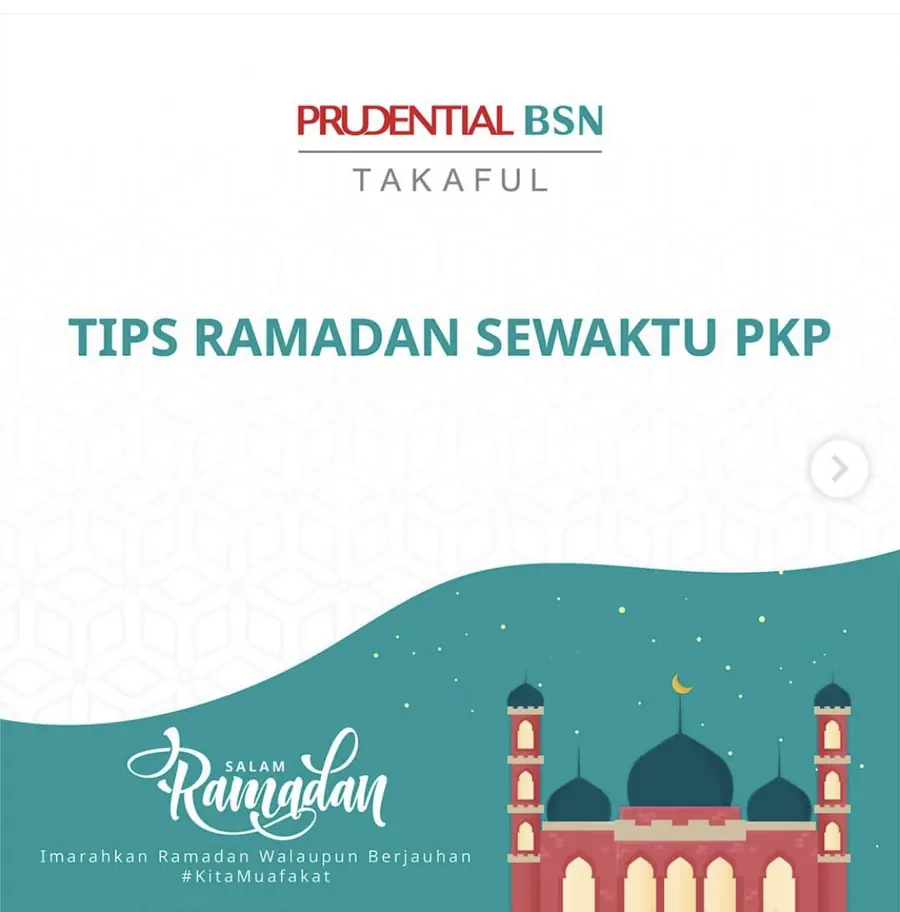 PRUDENTIAL BSN
TAKAFUL
TIPS RAMADAN SEWAKTU PKP
SALAM
Ramadan
Imarahkan Ramadan Walaupun Berjauhan
#KitaMuafakat